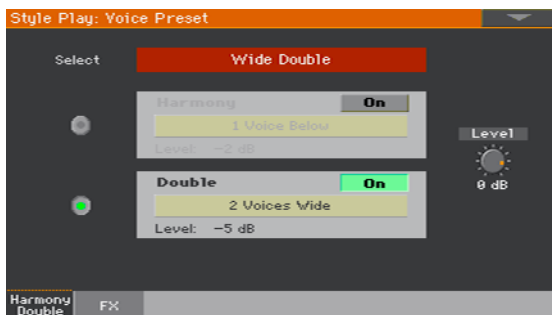 Style Play: Voice Preset
Select
Wide Double
Harmony
On
1 Voice Below
Level: -2 dB
Double
On
2 Voices Wide
Level: -5 dB
Level
0 dB
Harmony
Double
FX